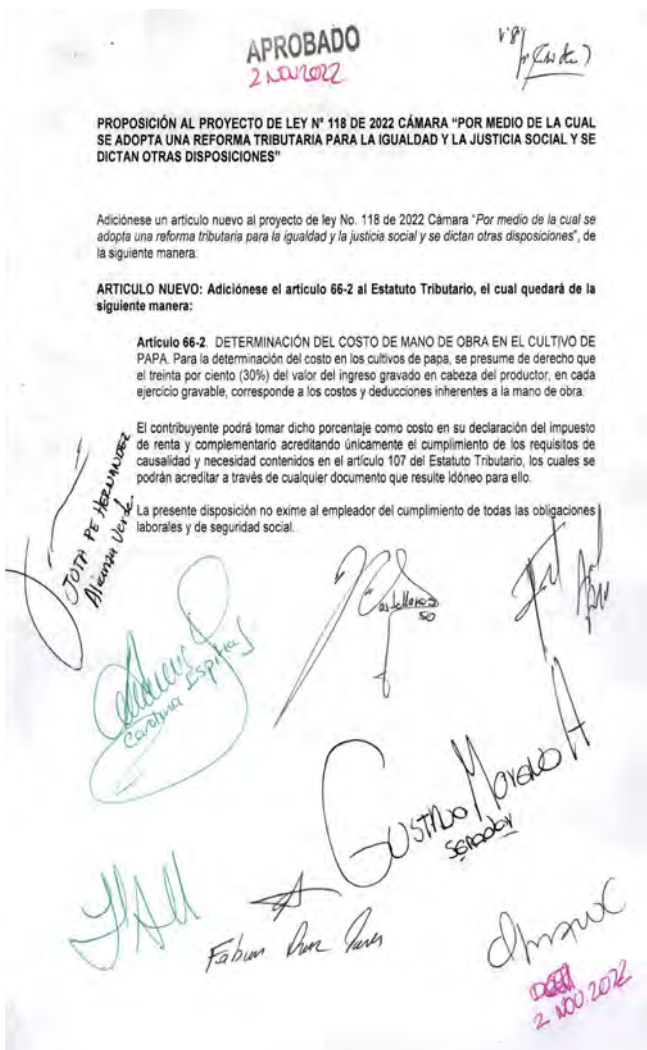 APROBADO
2 NOV 2022
PROPOSICIÓN AL PROYECTO DE LEY N° 118 DE 2022 CÁMARA “POR MEDIO DE LA CUAL
SE ADOPTA UNA REFORMA TRIBUTARIA PARA LA IGUALDAD Y LA JUSTICIA SOCIAL Y SE
DICTAN OTRAS DISPOSICIONES”
Adiciónese un artículo nuevo al proyecto de ley No. 118 de 2022 Cámara “Por medio de la cual se
adopta una reforma tributaria para la igualdad y la justicia social y se dictan otras disposiciones”, de
la siguiente manera:
ARTICULO NUEVO: Adiciónese el artículo 66-2 al Estatuto Tributario, el cual quedará de la
siguiente manera:
Artículo 66-2. DETERMINACIÓN DEL COSTO DE MANO DE OBRA EN EL CULTIVO DE
PAPA. Para la determinación del costo en los cultivos de papa, se presume de derecho que
el treinta por ciento (30%) del valor del ingreso gravado en cabeza del productor, en cada
ejercicio gravable, corresponde a los costos y deducciones inherentes a la mano de obra.
El contribuyente podrá tomar dicho porcentaje como costo en su declaración del impuesto
de renta y complementario acreditando únicamente el cumplimiento de los requisitos de
causalidad y necesidad contenidos en el artículo 107 del Estatuto Tributario, los cuales se
podrán acreditar a través de cualquier documento que resulte idóneo para ello.
La presente disposición no exime al empleador del cumplimiento de todas las obligaciones
laborales y de seguridad social.
JOTA PE HERNANDEZ
Alianza Verde
Castellanos
Carolina Espitia
GUSTAVO MORENO H
SENADOR
Fabian Diaz
2 NOV. 2022